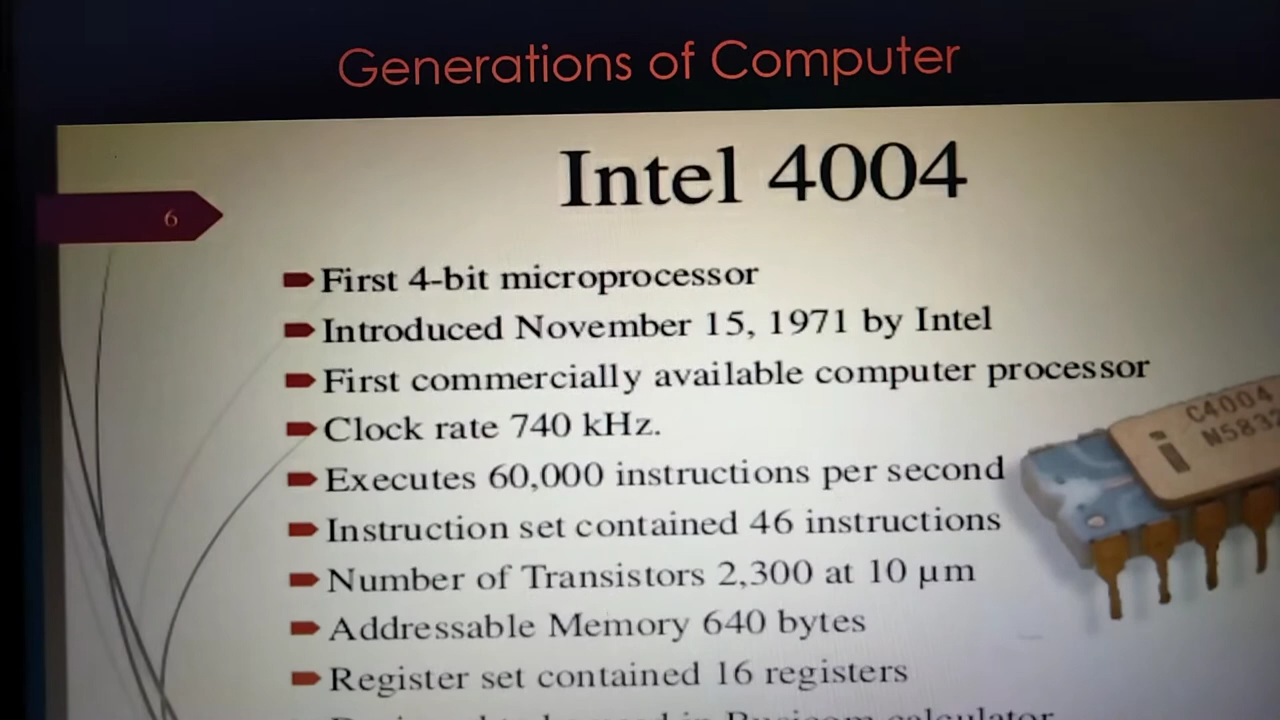 Generations of Computer
Intel 4004
6
First 4-bit microprocessor
Introduced November 15, 1971 by Intel
First commercially available computer processor
Clock rate 740 kHz.
Executes 60,000 instructions per second
Instruction set contained 46 instructions
Number of Transistors 2,300 at 10 µm
Addressable Memory 640 bytes
Register set contained 16 registers
C4004
i